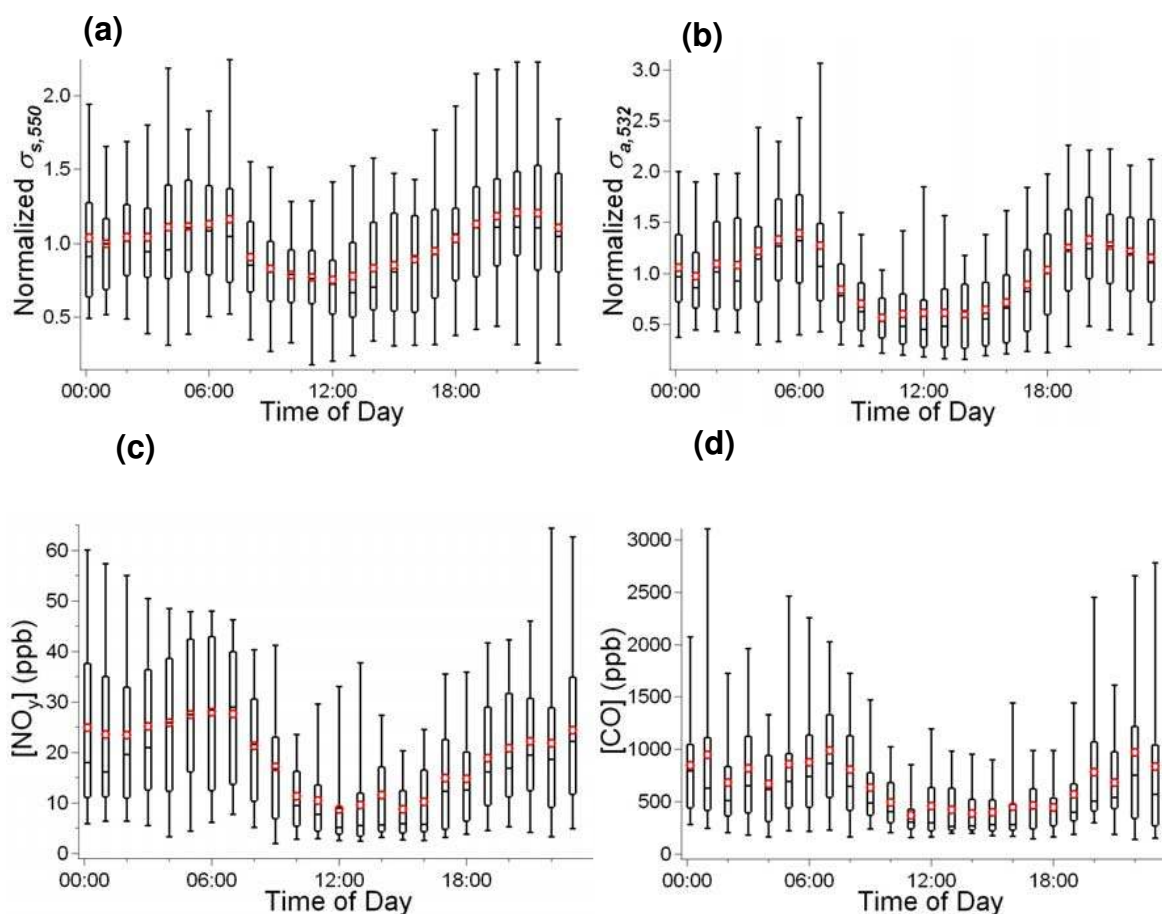 (a)
Normalized σs,550
2.0
1.5
1.0
0.5
00:00 06:00 12:00 18:00
Time of Day
(b)
Normalized σa,532
3.0
2.5
2.0
1.5
1.0
0.5
00:00 06:00 12:00 18:00
Time of Day
(c)
[NOy] (ppb)
60
50
40
30
20
10
0
00:00 06:00 12:00 18:00
Time of Day
(d)
[CO] (ppb)
3000
2500
2000
1500
1000
500
0
00:00 06:00 12:00 18:00
Time of Day